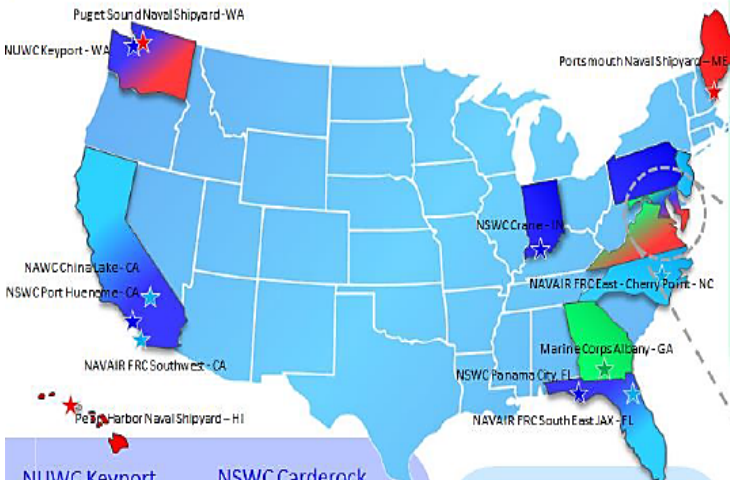 Puget Sound Naval Shipyard-WA
NUWC Keyport - WA
Portsmouth Naval Shipyard – ME
NSWC Crane - IN
NAWC China Lake - CA
NSWC Port Hueneme - CA
NAVAIR FRC East - Cherry Point - NC
Marine Corps Albany - GA
NAVAIR FRC Southwest - CA
NSWC Panama City, FL
Pearl Harbor Naval Shipyard – HI
NAVAIR FRC South East JAX - FL
NUWC Keyport
NSWC Carderock